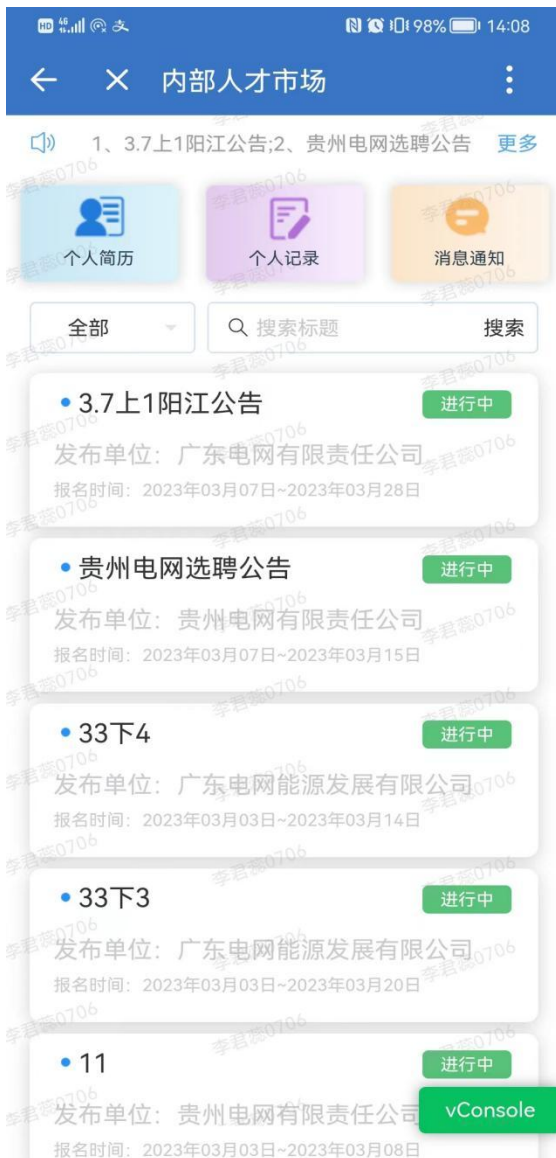 HD 4G 98% 14:08
内部人才市场
1、3.7上1阳江公告;2、贵州电网选聘公告 更多
个人简历 个人记录 消息通知
全部 搜索标题 搜索
3.7上1阳江公告 进行中
发布单位：广东电网有限责任公司
报名时间：2023年03月07日~2023年03月28日
贵州电网选聘公告 进行中
发布单位：贵州电网有限责任公司
报名时间：2023年03月07日~2023年03月15日
33下4 进行中
发布单位：广东电网能源发展有限公司
报名时间：2023年03月03日~2023年03月14日
33下3 进行中
发布单位：广东电网能源发展有限公司
报名时间：2023年03月03日~2023年03月20日
11 进行中
发布单位：贵州电网有限责任公司 vConsole
报名时间：2023年03月03日~2023年03月08日
李君蕊0706